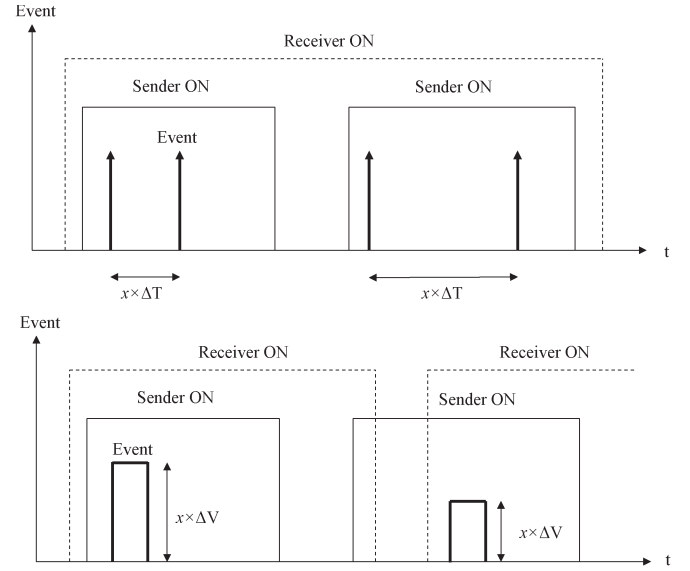 Event
Receiver ON
Sender ON
Sender ON
Event
t
x×ΔT
x×ΔT
Event
Receiver ON
Receiver ON
Sender ON
Sender ON
Event
x×ΔV
x×ΔV
t